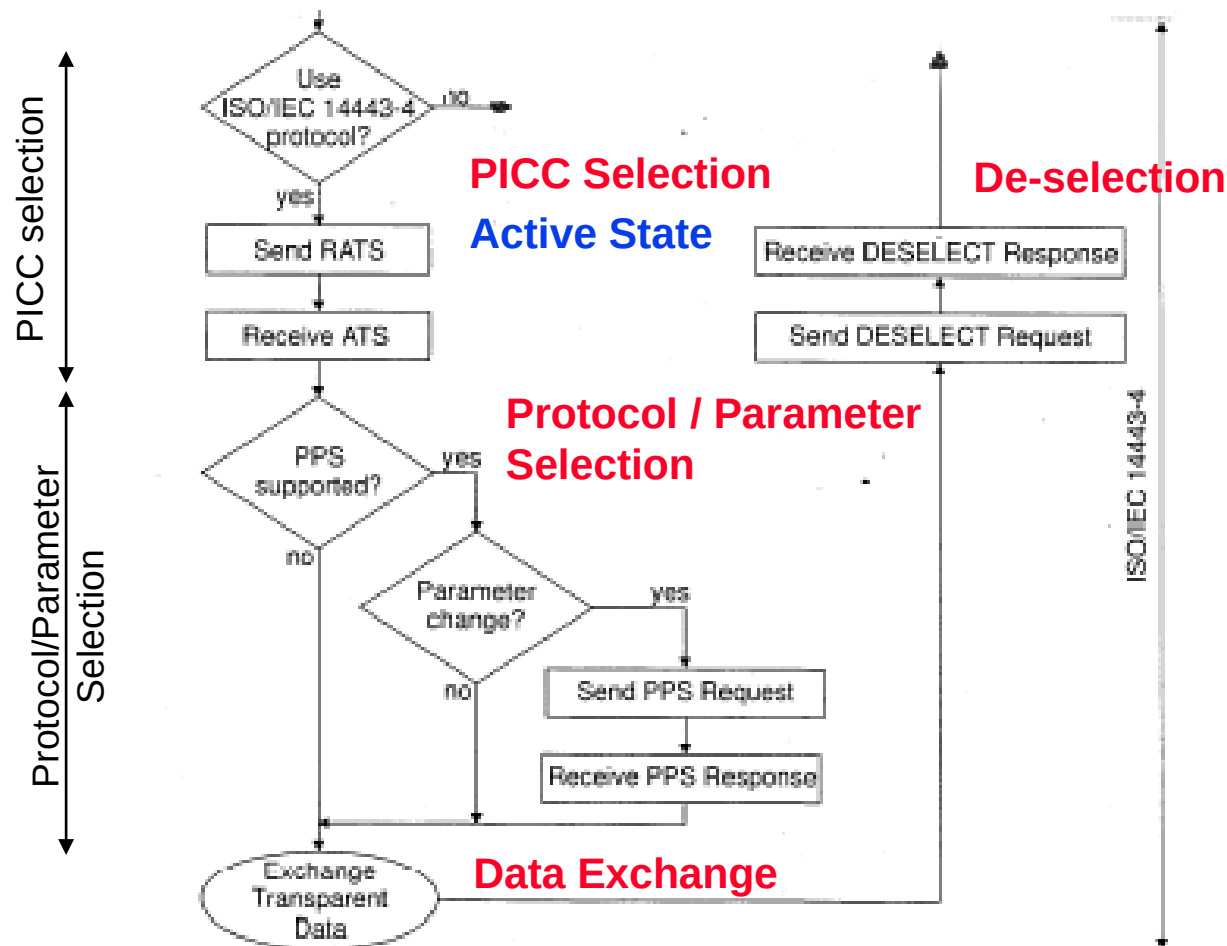 Use
ISO/IEC 14443-4
protocol?
no
yes
PICC Selection
Active State
De-selection
Send RATS
Receive ATS
Receive DESELECT Response
Send DESELECT Request
PICC selection
Protocol / Parameter
Selection
PPS
supported?
yes
no
Parameter
change?
yes
no
Send PPS Request
Receive PPS Response
Protocol/Parameter
Selection
Exchange
Transparent
Data
Data Exchange
ISO/IEC 14443-4